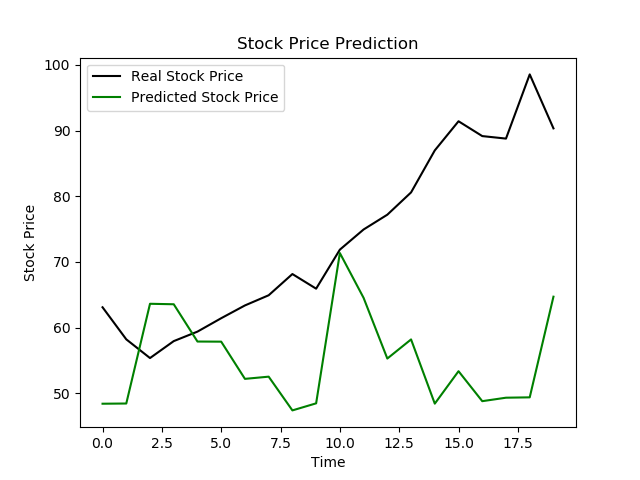 Stock Price Prediction
Real Stock Price
Predicted Stock Price
100
90
80
70
60
50
Stock Price
0.0 2.5 5.0 7.5 10.0 12.5 15.0 17.5
Time